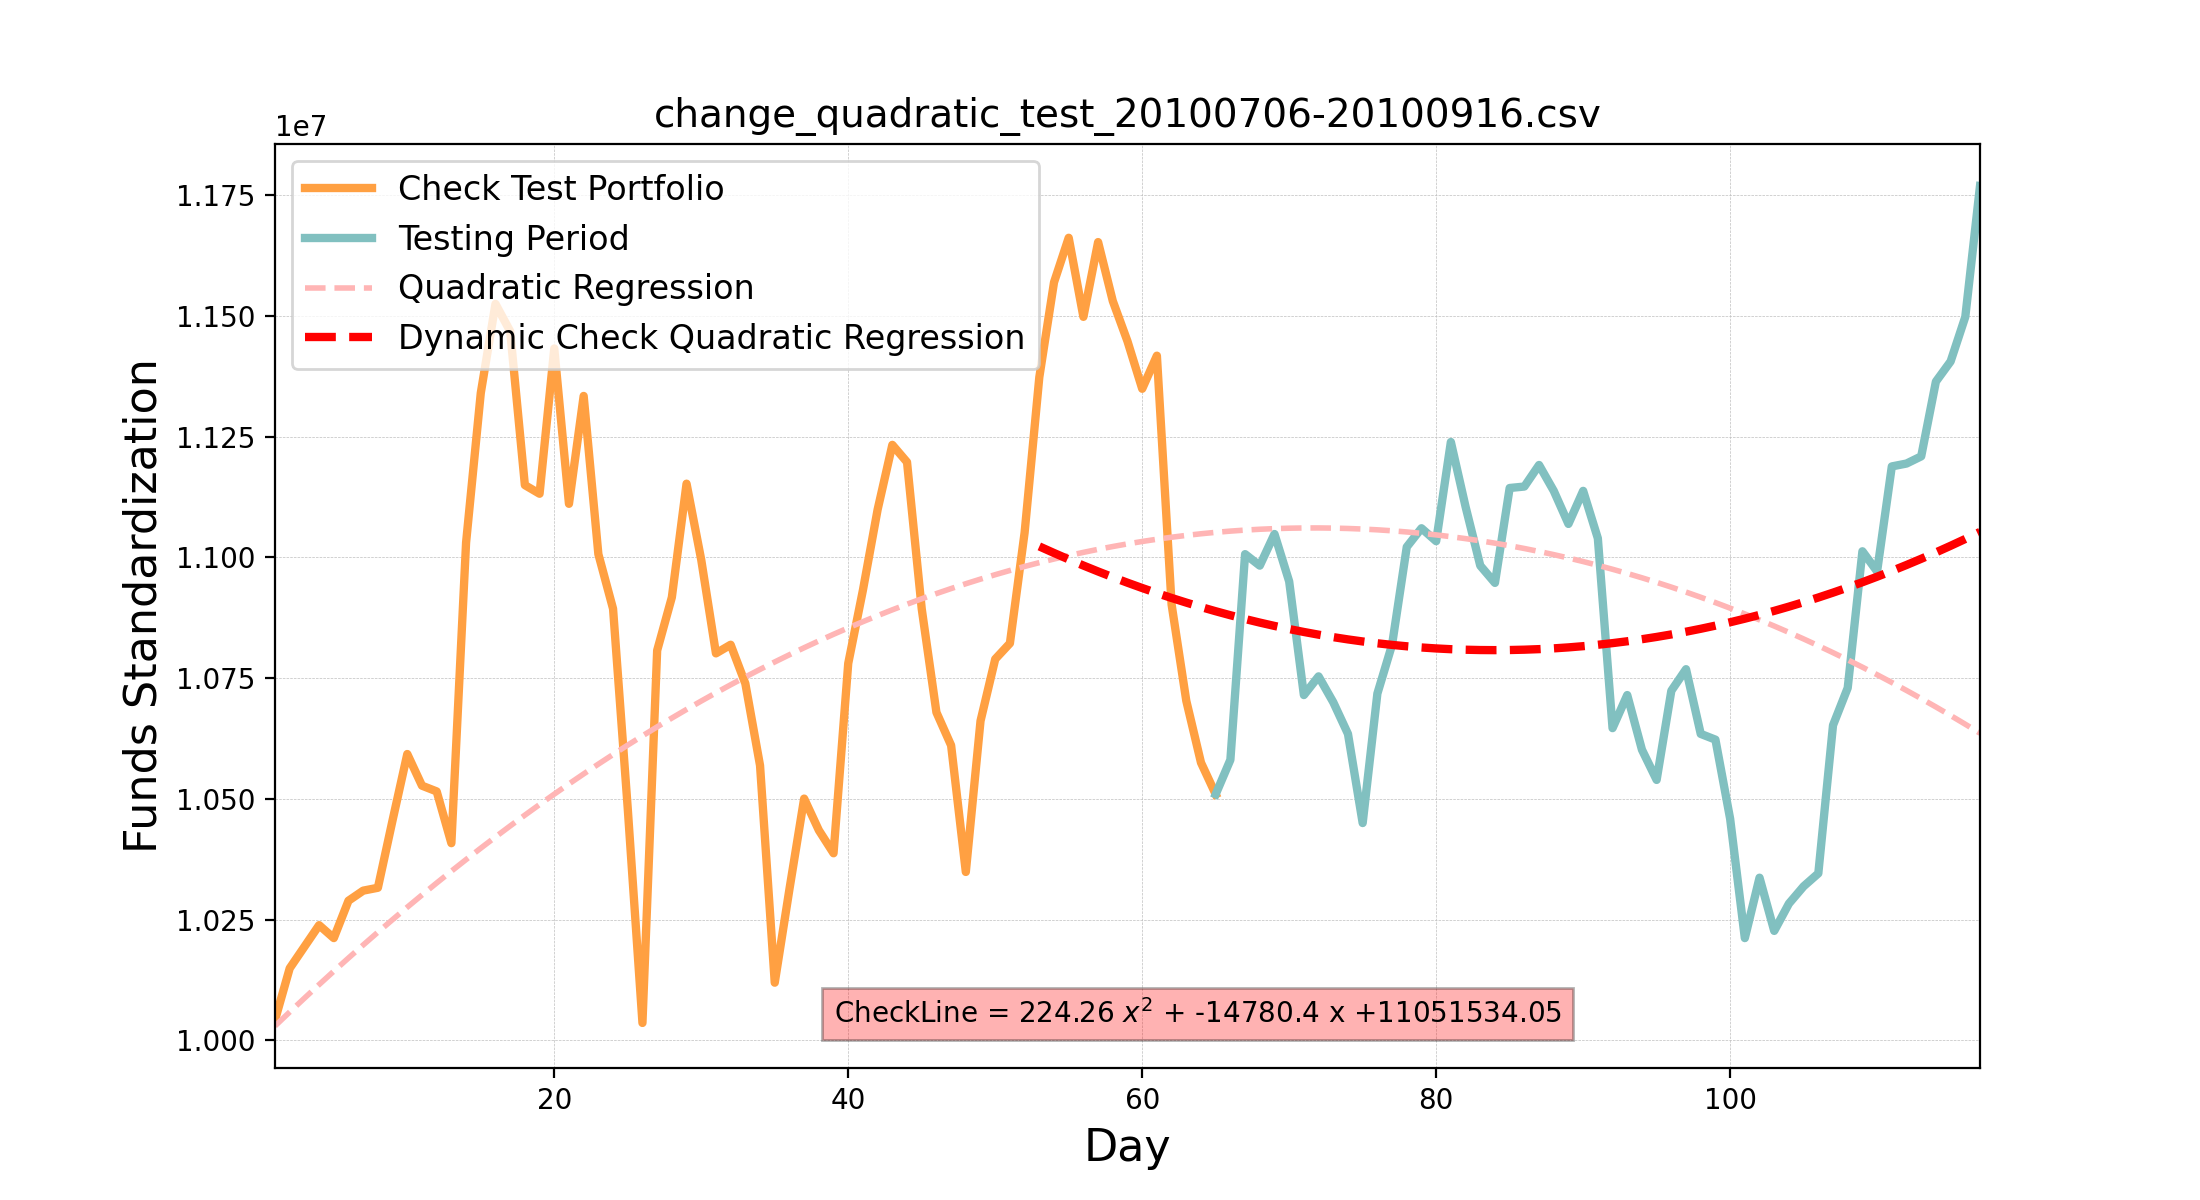 change_quadratic_test_20100706-20100916.csv
1e7
Check Test Portfolio
Testing Period
Quadratic Regression
Dynamic Check Quadratic Regression
Funds Standardization
1.175
1.150
1.125
1.100
1.075
1.050
1.025
1.000
CheckLine = 224.26 x² + -14780.4 x +11051534.05
20 40 60 80 100
Day